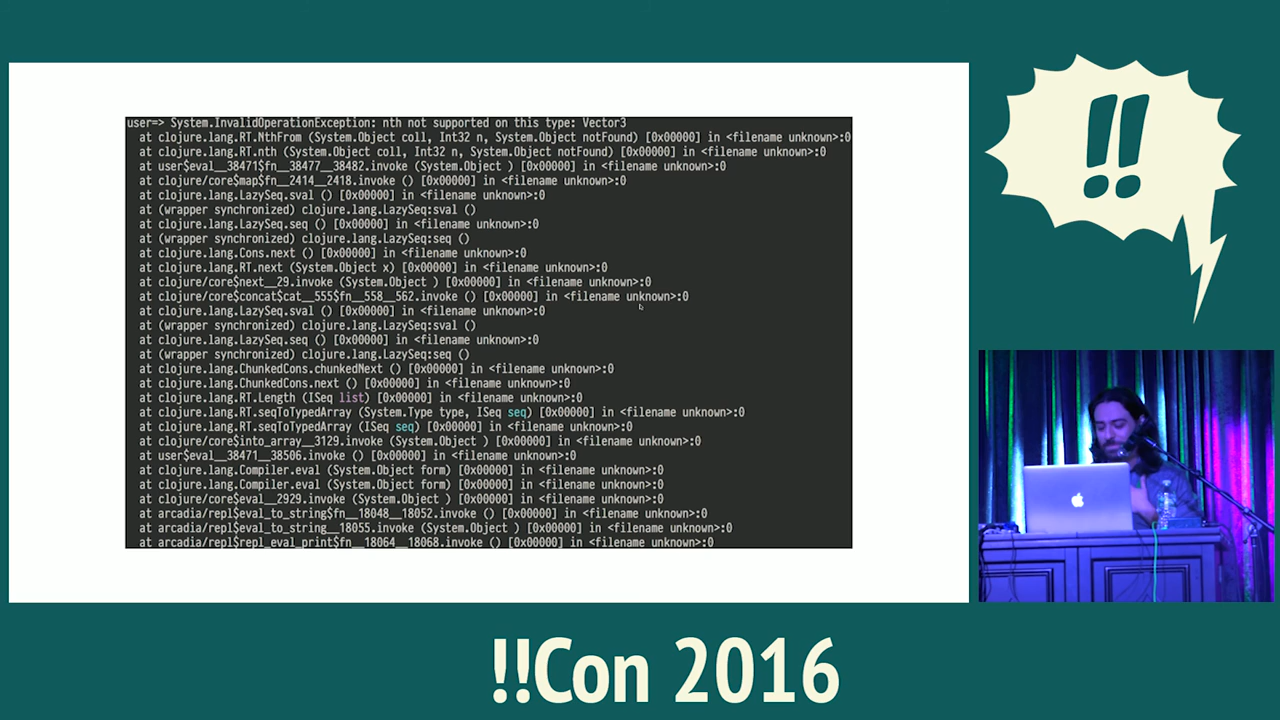 user=> System.InvalidOperationException: nth not supported on this type: Vector3
at clojure.lang.RT.NthFrom (System.Object coll, Int32 n, System.Object notFound) [0x00000] in <filename unknown>:0
at clojure.lang.RT.nth (System.Object coll, Int32 n, System.Object notFound) [0x00000] in <filename unknown>:0
at user$eval__38471$fn__38477__38482.invoke (System.Object ) [0x00000] in <filename unknown>:0
at clojure/core$map$fn__2414__2418.invoke () [0x00000] in <filename unknown>:0
at clojure.lang.LazySeq.sval () [0x00000] in <filename unknown>:0
at (wrapper synchronized) clojure.lang.LazySeq:sval ()
at clojure.lang.LazySeq.seq () [0x00000] in <filename unknown>:0
at (wrapper synchronized) clojure.lang.LazySeq:seq ()
at clojure.lang.Cons.next () [0x00000] in <filename unknown>:0
at clojure.lang.RT.next (System.Object x) [0x00000] in <filename unknown>:0
at clojure/core$next__29.invoke (System.Object ) [0x00000] in <filename unknown>:0
at clojure/core$concat$cat__555$fn__558__562.invoke () [0x00000] in <filename unknown>:0
at clojure.lang.LazySeq.sval () [0x00000] in <filename unknown>:0
at (wrapper synchronized) clojure.lang.LazySeq:sval ()
at clojure.lang.LazySeq.seq () [0x00000] in <filename unknown>:0
at (wrapper synchronized) clojure.lang.LazySeq:seq ()
at clojure.lang.ChunkedCons.chunkedNext () [0x00000] in <filename unknown>:0
at clojure.lang.ChunkedCons.next () [0x00000] in <filename unknown>:0
at clojure.lang.RT.Length (ISeq list) [0x00000] in <filename unknown>:0
at clojure.lang.RT.seqToTypedArray (System.Type type, ISeq seq) [0x00000] in <filename unknown>:0
at clojure.lang.RT.seqToTypedArray (ISeq seq) [0x00000] in <filename unknown>:0
at clojure/core$into_array__3129.invoke (System.Object ) [0x00000] in <filename unknown>:0
at user$eval__38471__38506.invoke () [0x00000] in <filename unknown>:0
at clojure.lang.Compiler.eval (System.Object form) [0x00000] in <filename unknown>:0
at clojure.lang.Compiler.eval (System.Object form) [0x00000] in <filename unknown>:0
at clojure/core$eval__2929.invoke (System.Object ) [0x00000] in <filename unknown>:0
at arcadia/repl$eval_to_string$fn__18048__18052.invoke () [0x00000] in <filename unknown>:0
at arcadia/repl$eval_to_string__18055.invoke (System.Object ) [0x00000] in <filename unknown>:0
at arcadia/repl$repl_eval_print$fn__18064__18068.invoke () [0x00000] in <filename unknown>:0
!!
!!Con 2016